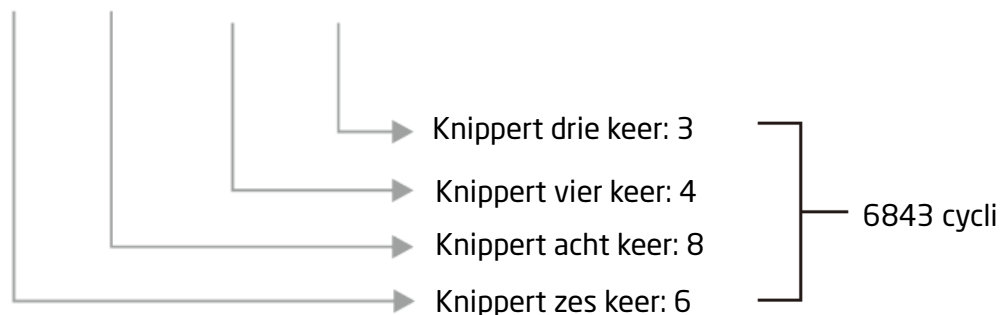 Knippert drie keer: 3
Knippert vier keer: 4
Knippert acht keer: 8
Knippert zes keer: 6
6843 cycli